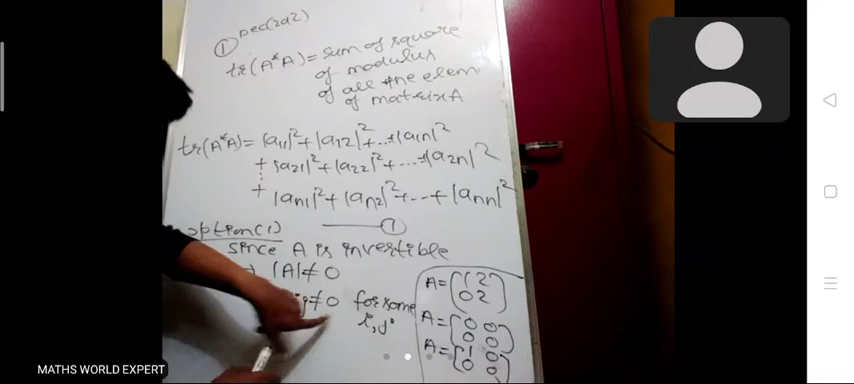 ① Dec(2012)
tr(A*A) = sum of square
of modulus
of all the elem
of matrix A
tr(A*A) = |a11|² + |a12|² + ... + |a1n|²
+ |a21|² + |a22|² + ... + |a2n|²
⋮
+ |an1|² + |an2|² + ... + |ann|²
①
option(1)
since A is invertible
|A| ≠ 0
≠ 0 for some
i, j
A = (1 2
0 2)
A = (0 0
0 0)
A = (1 0
0 0)
MATHS WORLD EXPERT